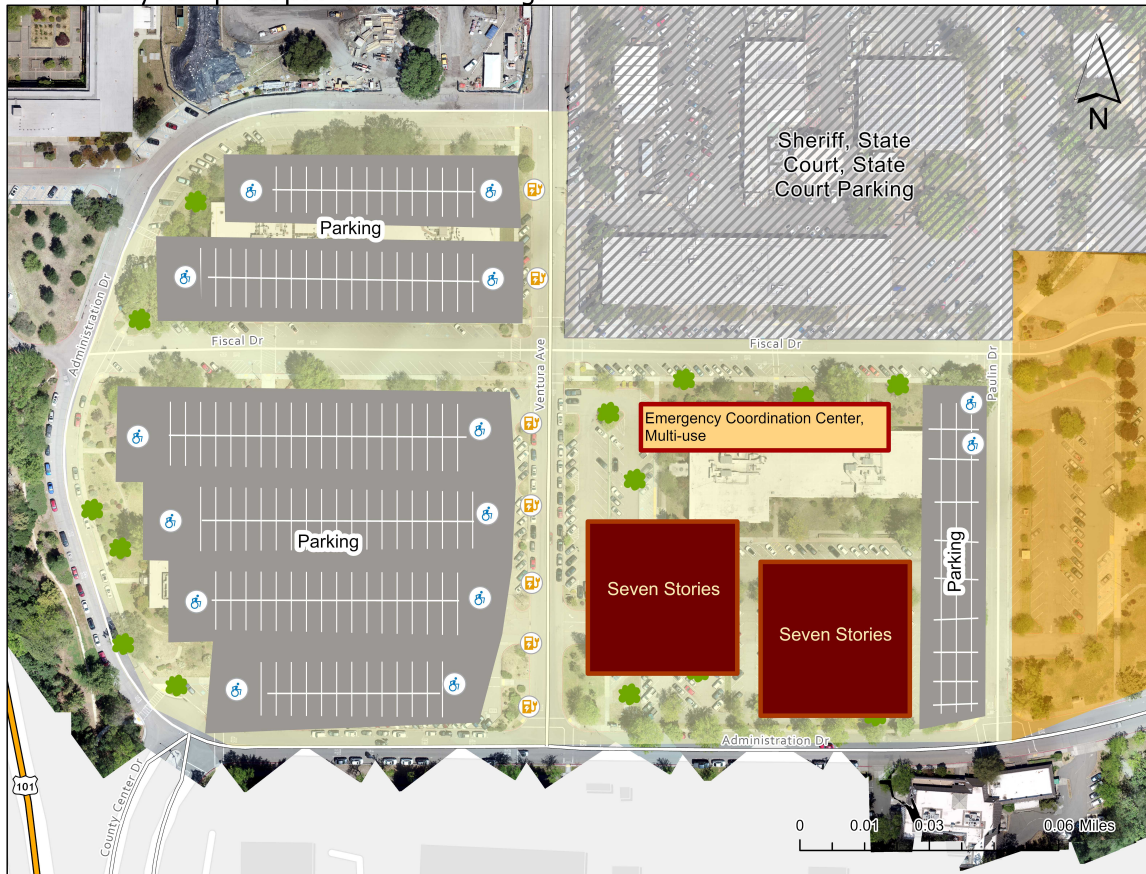 Sheriff, State
Court, State
Court Parking
N
Parking
Administration Dr
Fiscal Dr
Fiscal Dr
Ventura Ave
Paulin Dr
Emergency Coordination Center,
Multi-use
Parking
Seven Stories
Seven Stories
Parking
Administration Dr
101
County Center Dr
0 0.01 0.03 0.06 Miles